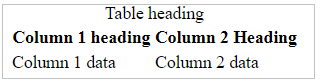 Table heading
Column 1 heading Column 2 Heading
Column 1 data Column 2 data